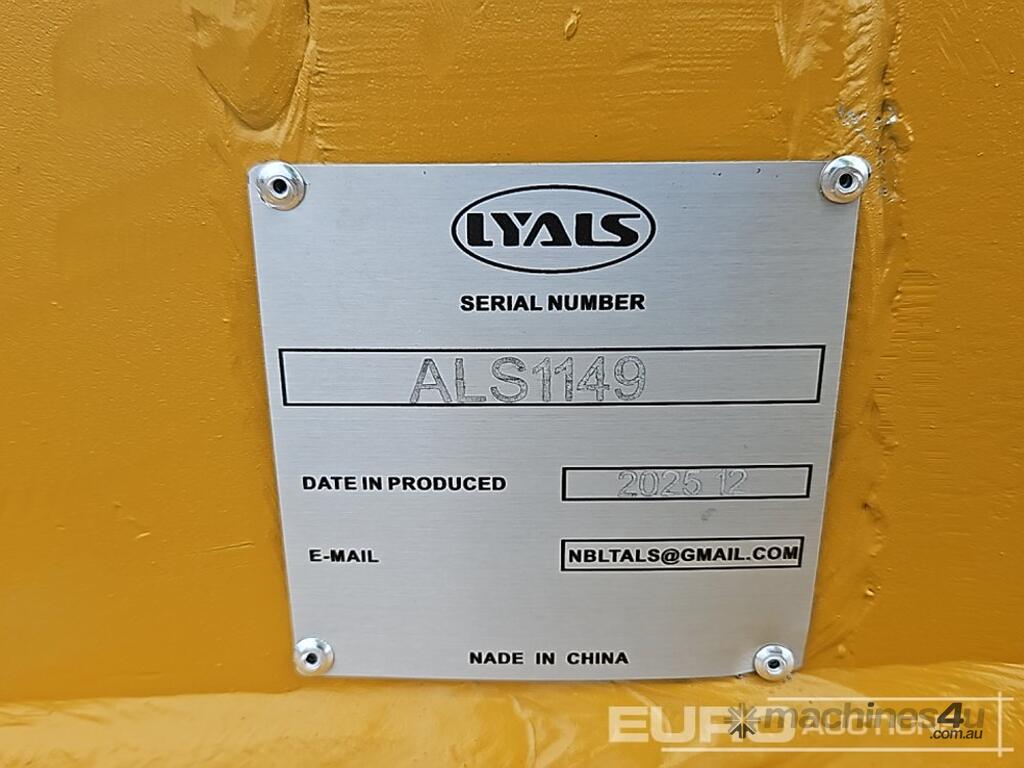 LYALS
SERIAL NUMBER
ALS1149
DATE IN PRODUCED 2025 12
E-MAIL NBLTALS@GMAIL.COM
NADE IN CHINA
EURO AUCTIONS
machines4u
.com.au